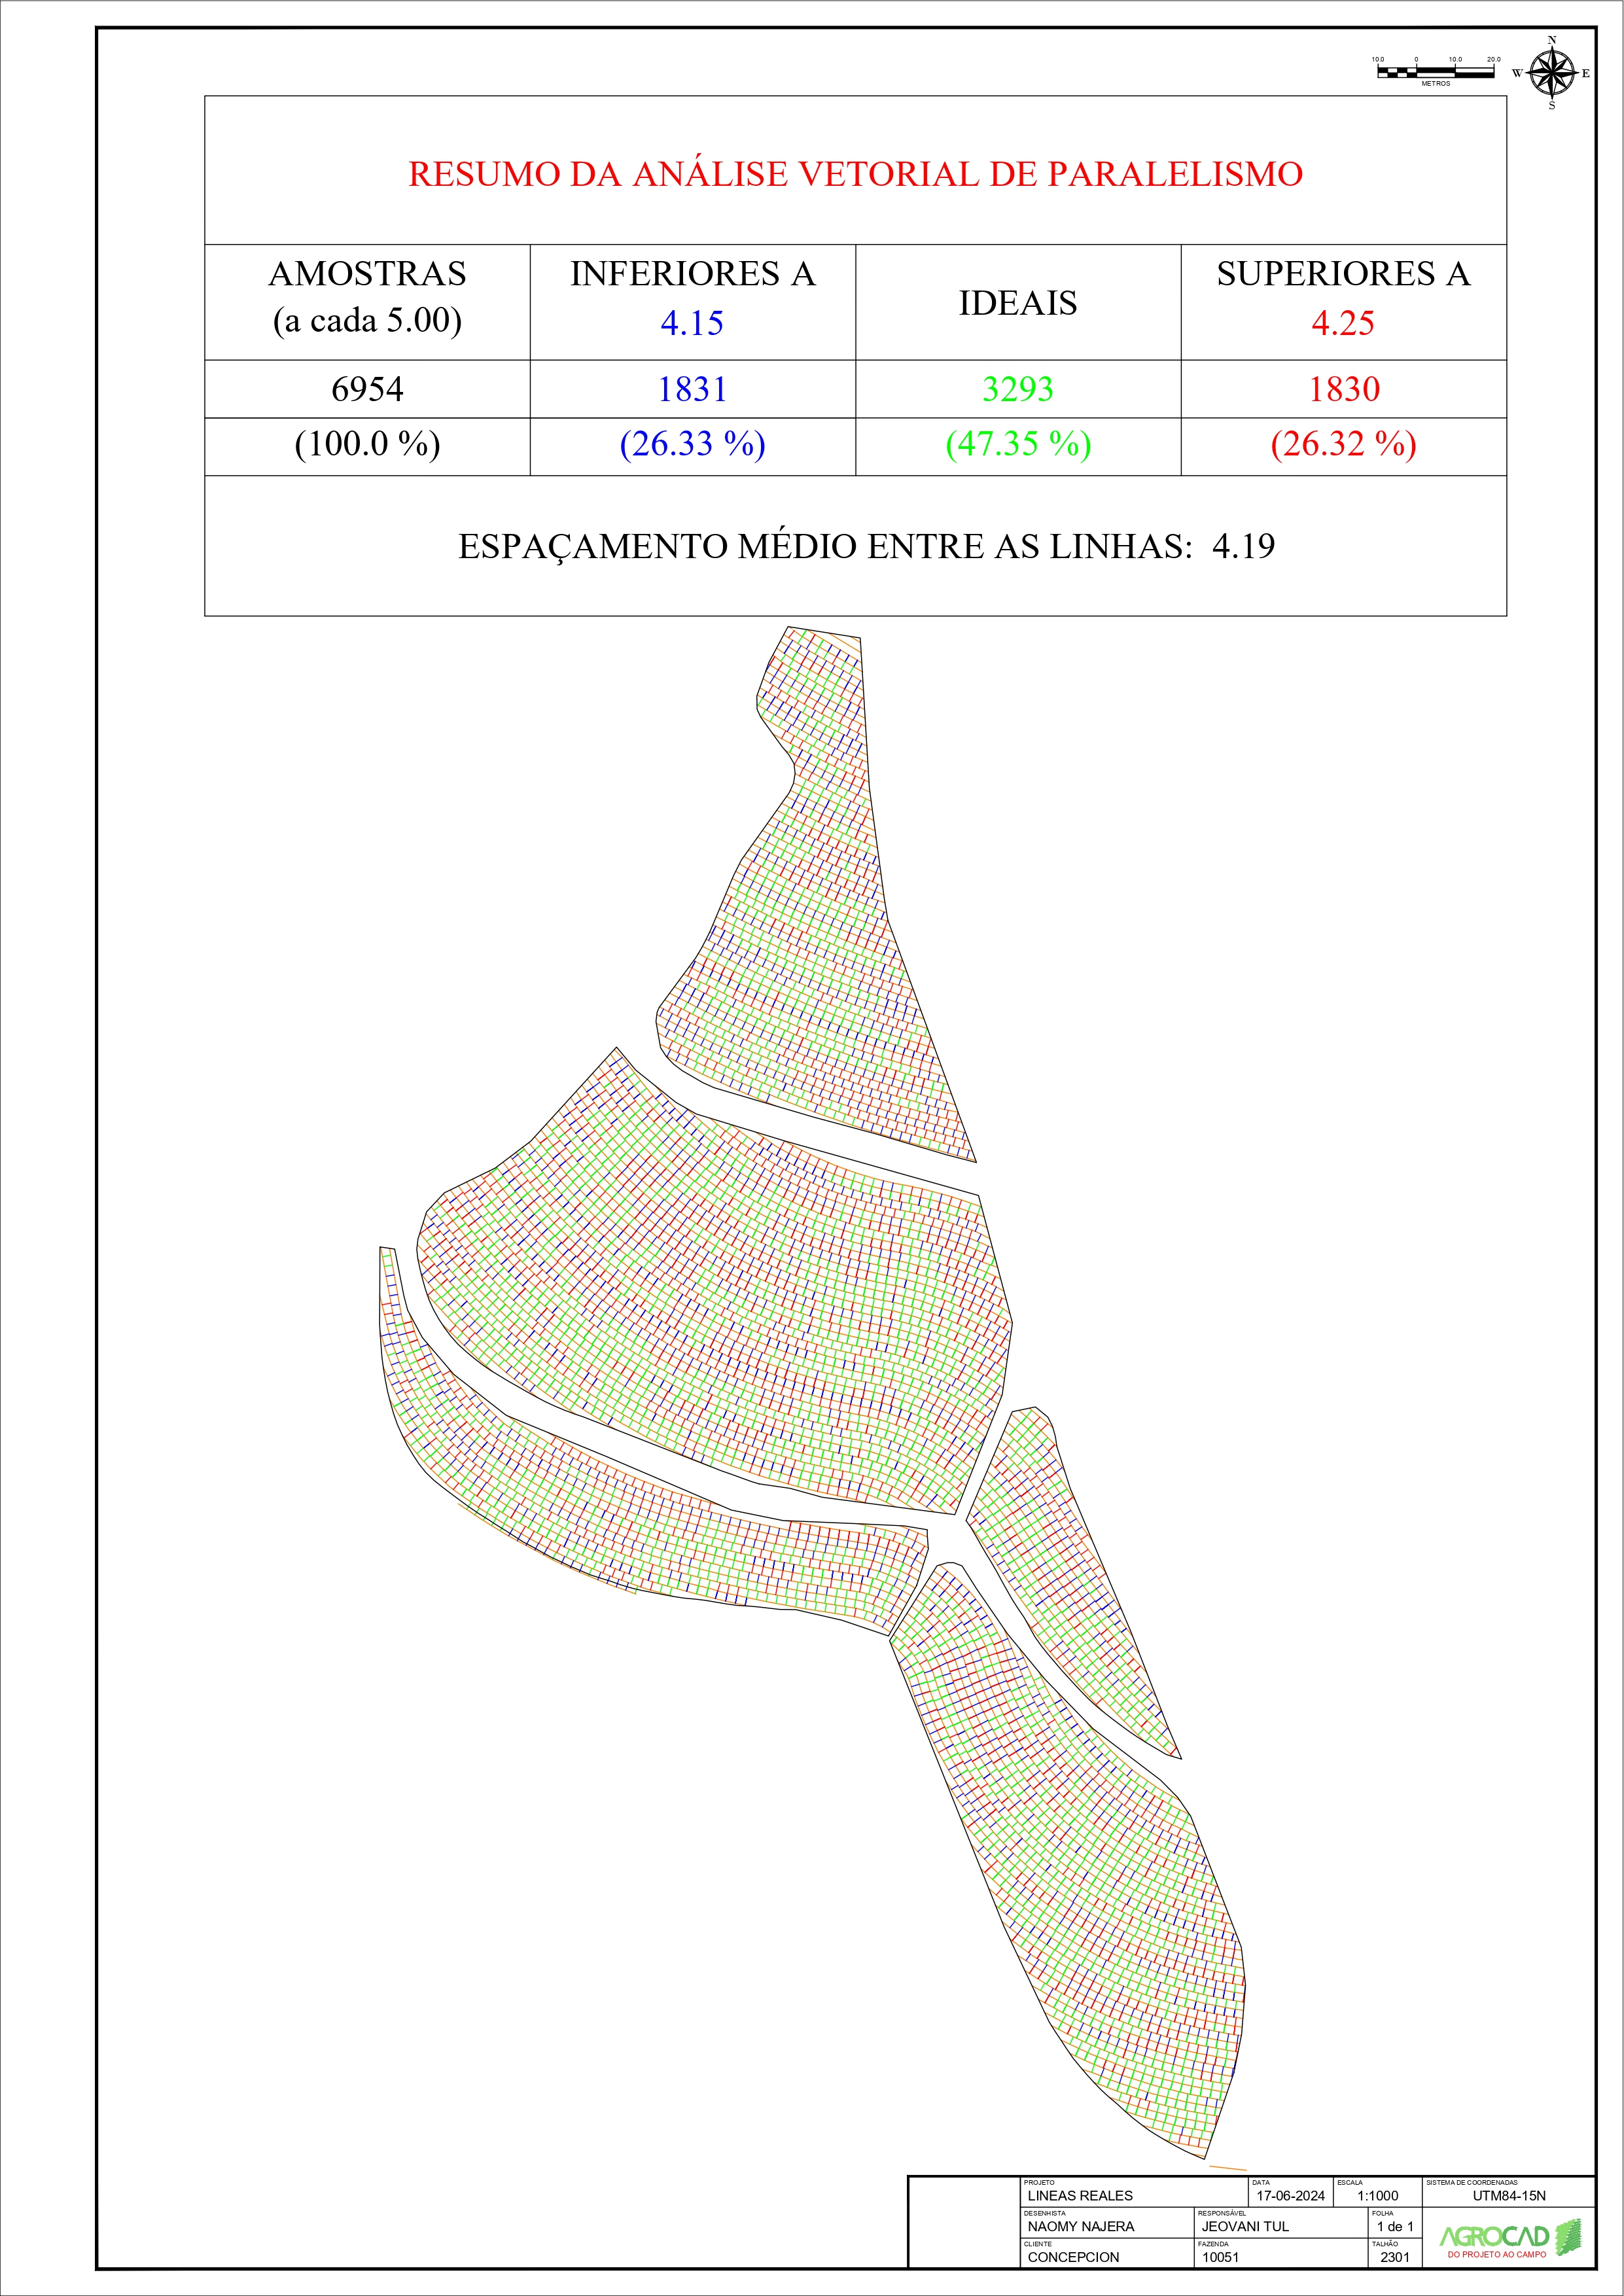 N
W
E
S
10.0 0 10.0 20.0
METROS
RESUMO DA ANÁLISE VETORIAL DE PARALELISMO
AMOSTRAS
(a cada 5.00)
INFERIORES A
4.15
IDEAIS
SUPERIORES A
4.25
6954 1831 3293 1830
(100.0 %) (26.33 %) (47.35 %) (26.32 %)
ESPAÇAMENTO MÉDIO ENTRE AS LINHAS: 4.19
PROJETO
LINEAS REALES
DATA
17-06-2024
ESCALA
1:1000
SISTEMA DE COORDENADAS
UTM84-15N
DESENHISTA
NAOMY NAJERA
RESPONSÁVEL
JEOVANI TUL
FOLHA
1 de 1
CLIENTE
CONCEPCION
FAZENDA
10051
TALHÃO
2301
AGROCAD
DO PROJETO AO CAMPO